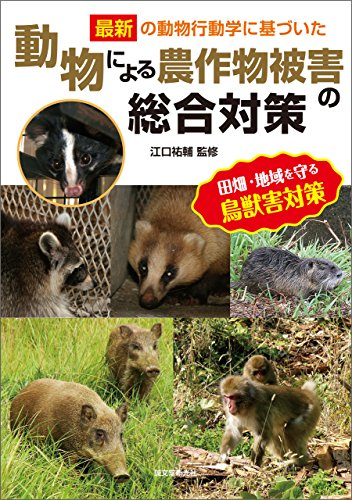 最新の動物行動学に基づいた
動物による農作物被害の
総合対策
江口祐輔 監修
田畑・地域を守る
鳥獣害対策
誠文堂新光社